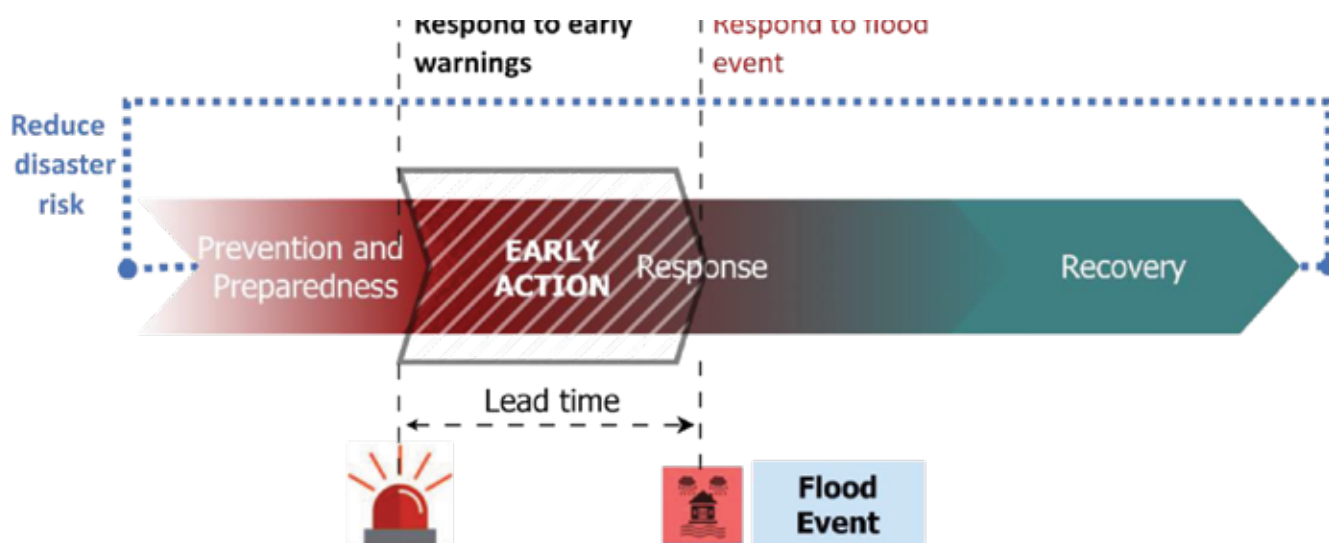 Respond to early
warnings
Respond to flood
event
Reduce
disaster
risk
Prevention and
Preparedness
EARLY
ACTION
Response
Recovery
Lead time
Flood
Event